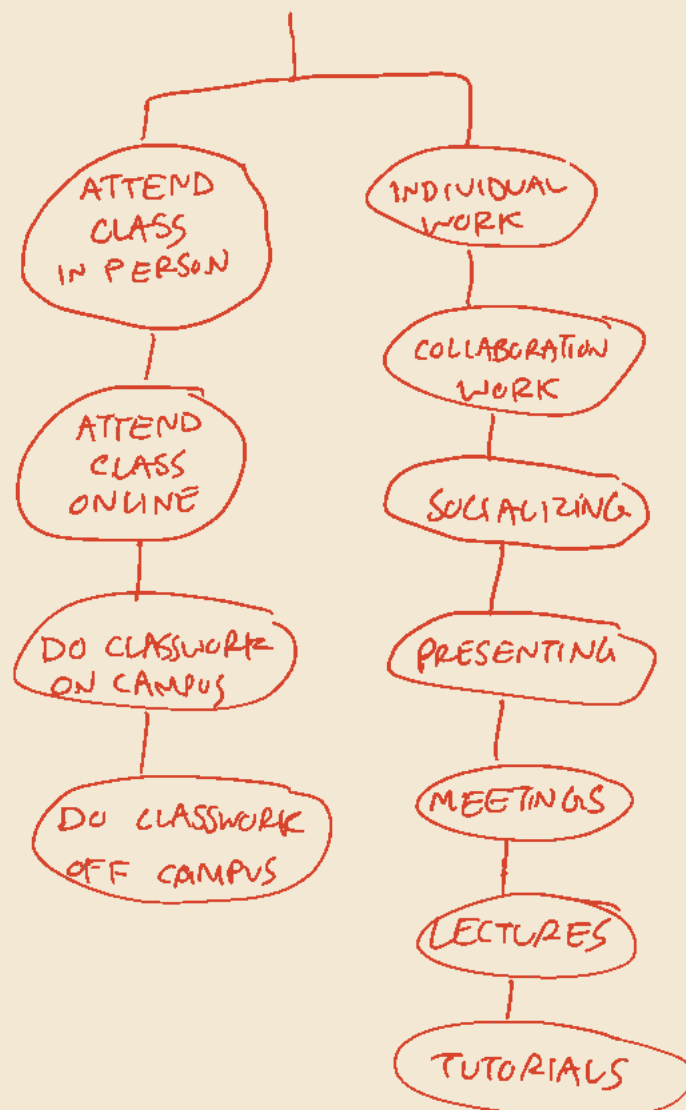 ATTEND
CLASS
IN PERSON
ATTEND
CLASS
ONLINE
DO CLASSWORK
ON CAMPUS
DO CLASSWORK
OFF CAMPUS
INDIVIDUAL
WORK
COLLABORATION
WORK
SOCIALIZING
PRESENTING
MEETINGS
LECTURES
TUTORIALS